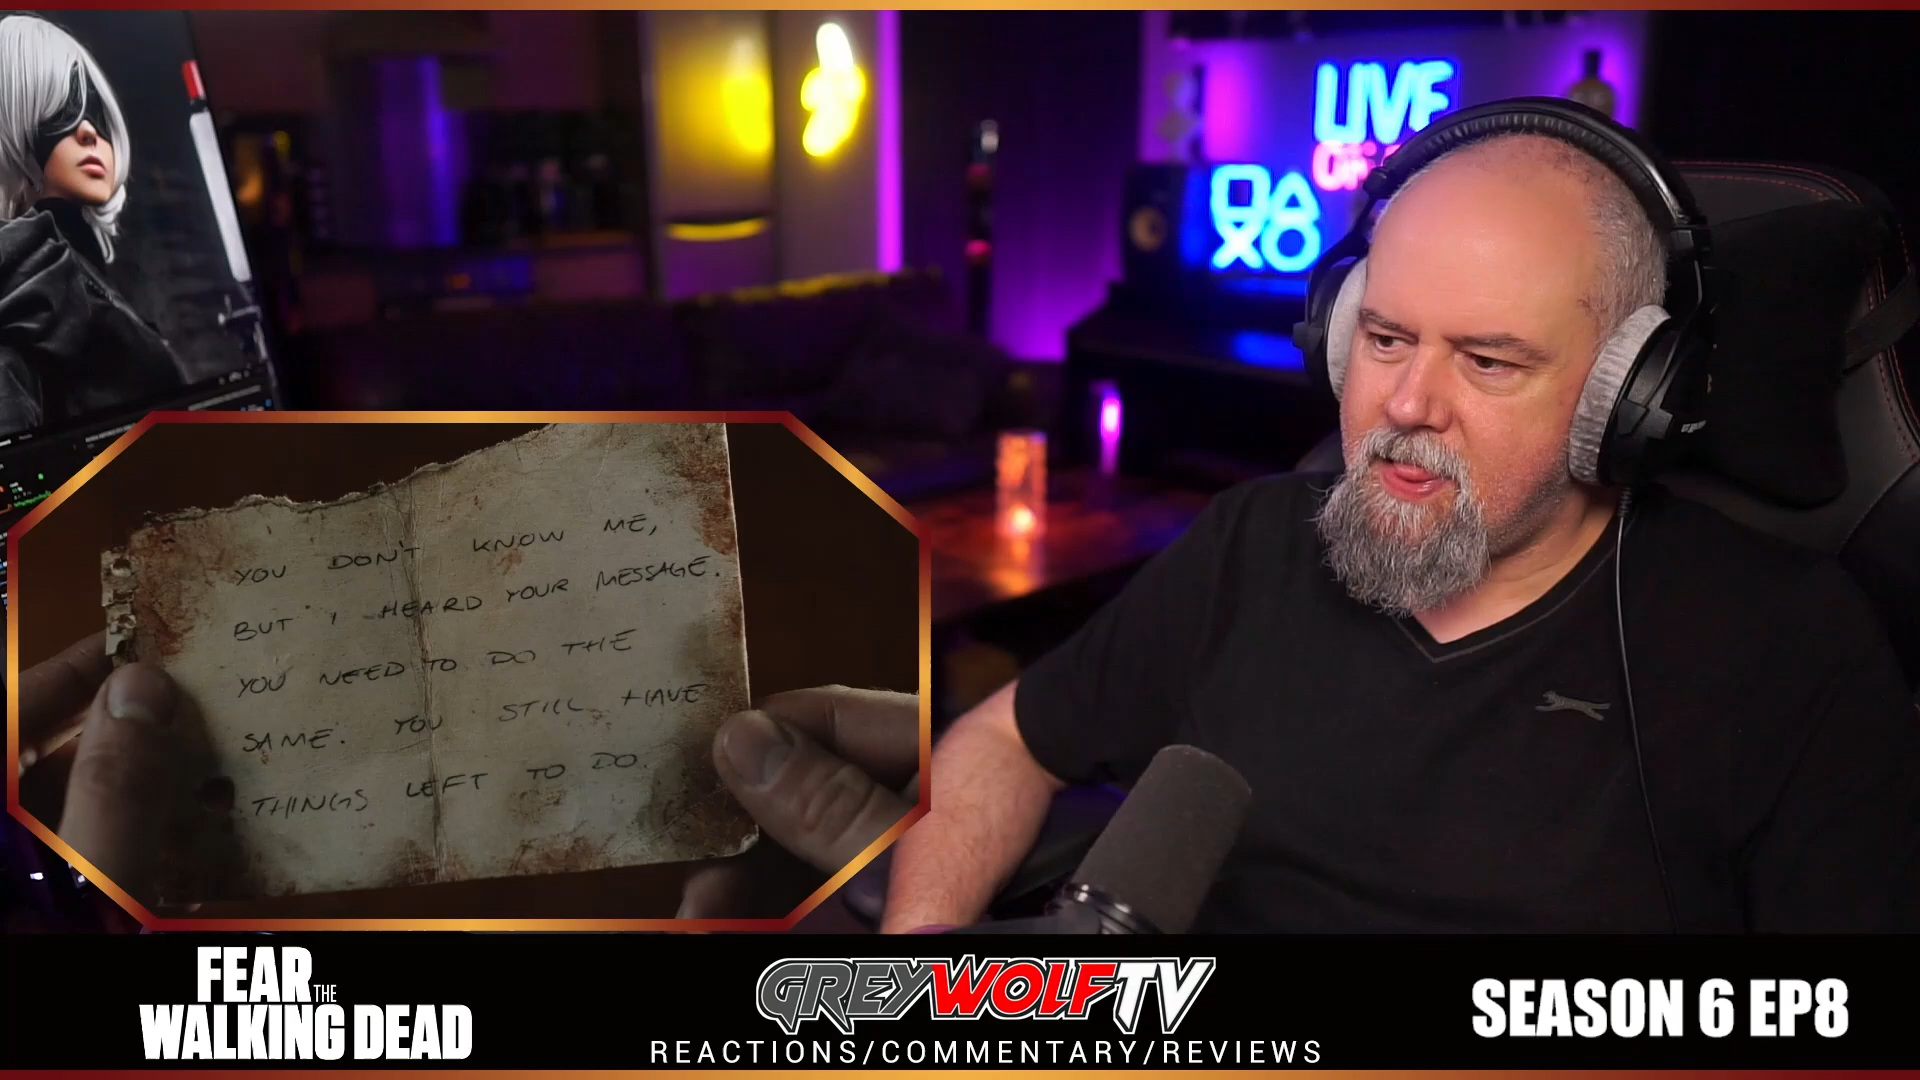 LIVE
YOU DON'T KNOW ME,
BUT I HEARD YOUR MESSAGE.
YOU NEED TO DO THE
SAME. YOU STILL HAVE
THINGS LEFT TO DO.
FEAR THE
WALKING DEAD
GREYWOLFTV
REACTIONS/COMMENTARY/REVIEWS
SEASON 6 EP8